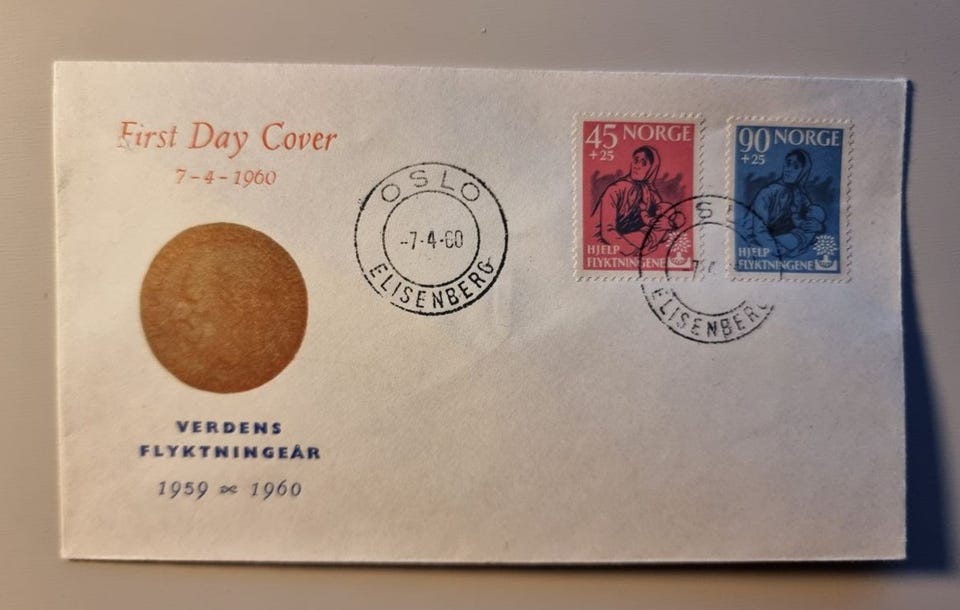 First Day Cover
7-4-1960
VERDENS
FLYKTNINGEÅR
1959 1960
OSLO
-7-4-60
ELISENBERG
45 NORGE
+25
HJELP
FLYKTNINGENE
90 NORGE
+25
HJELP
FLYKTNINGENE
ELISENBERG